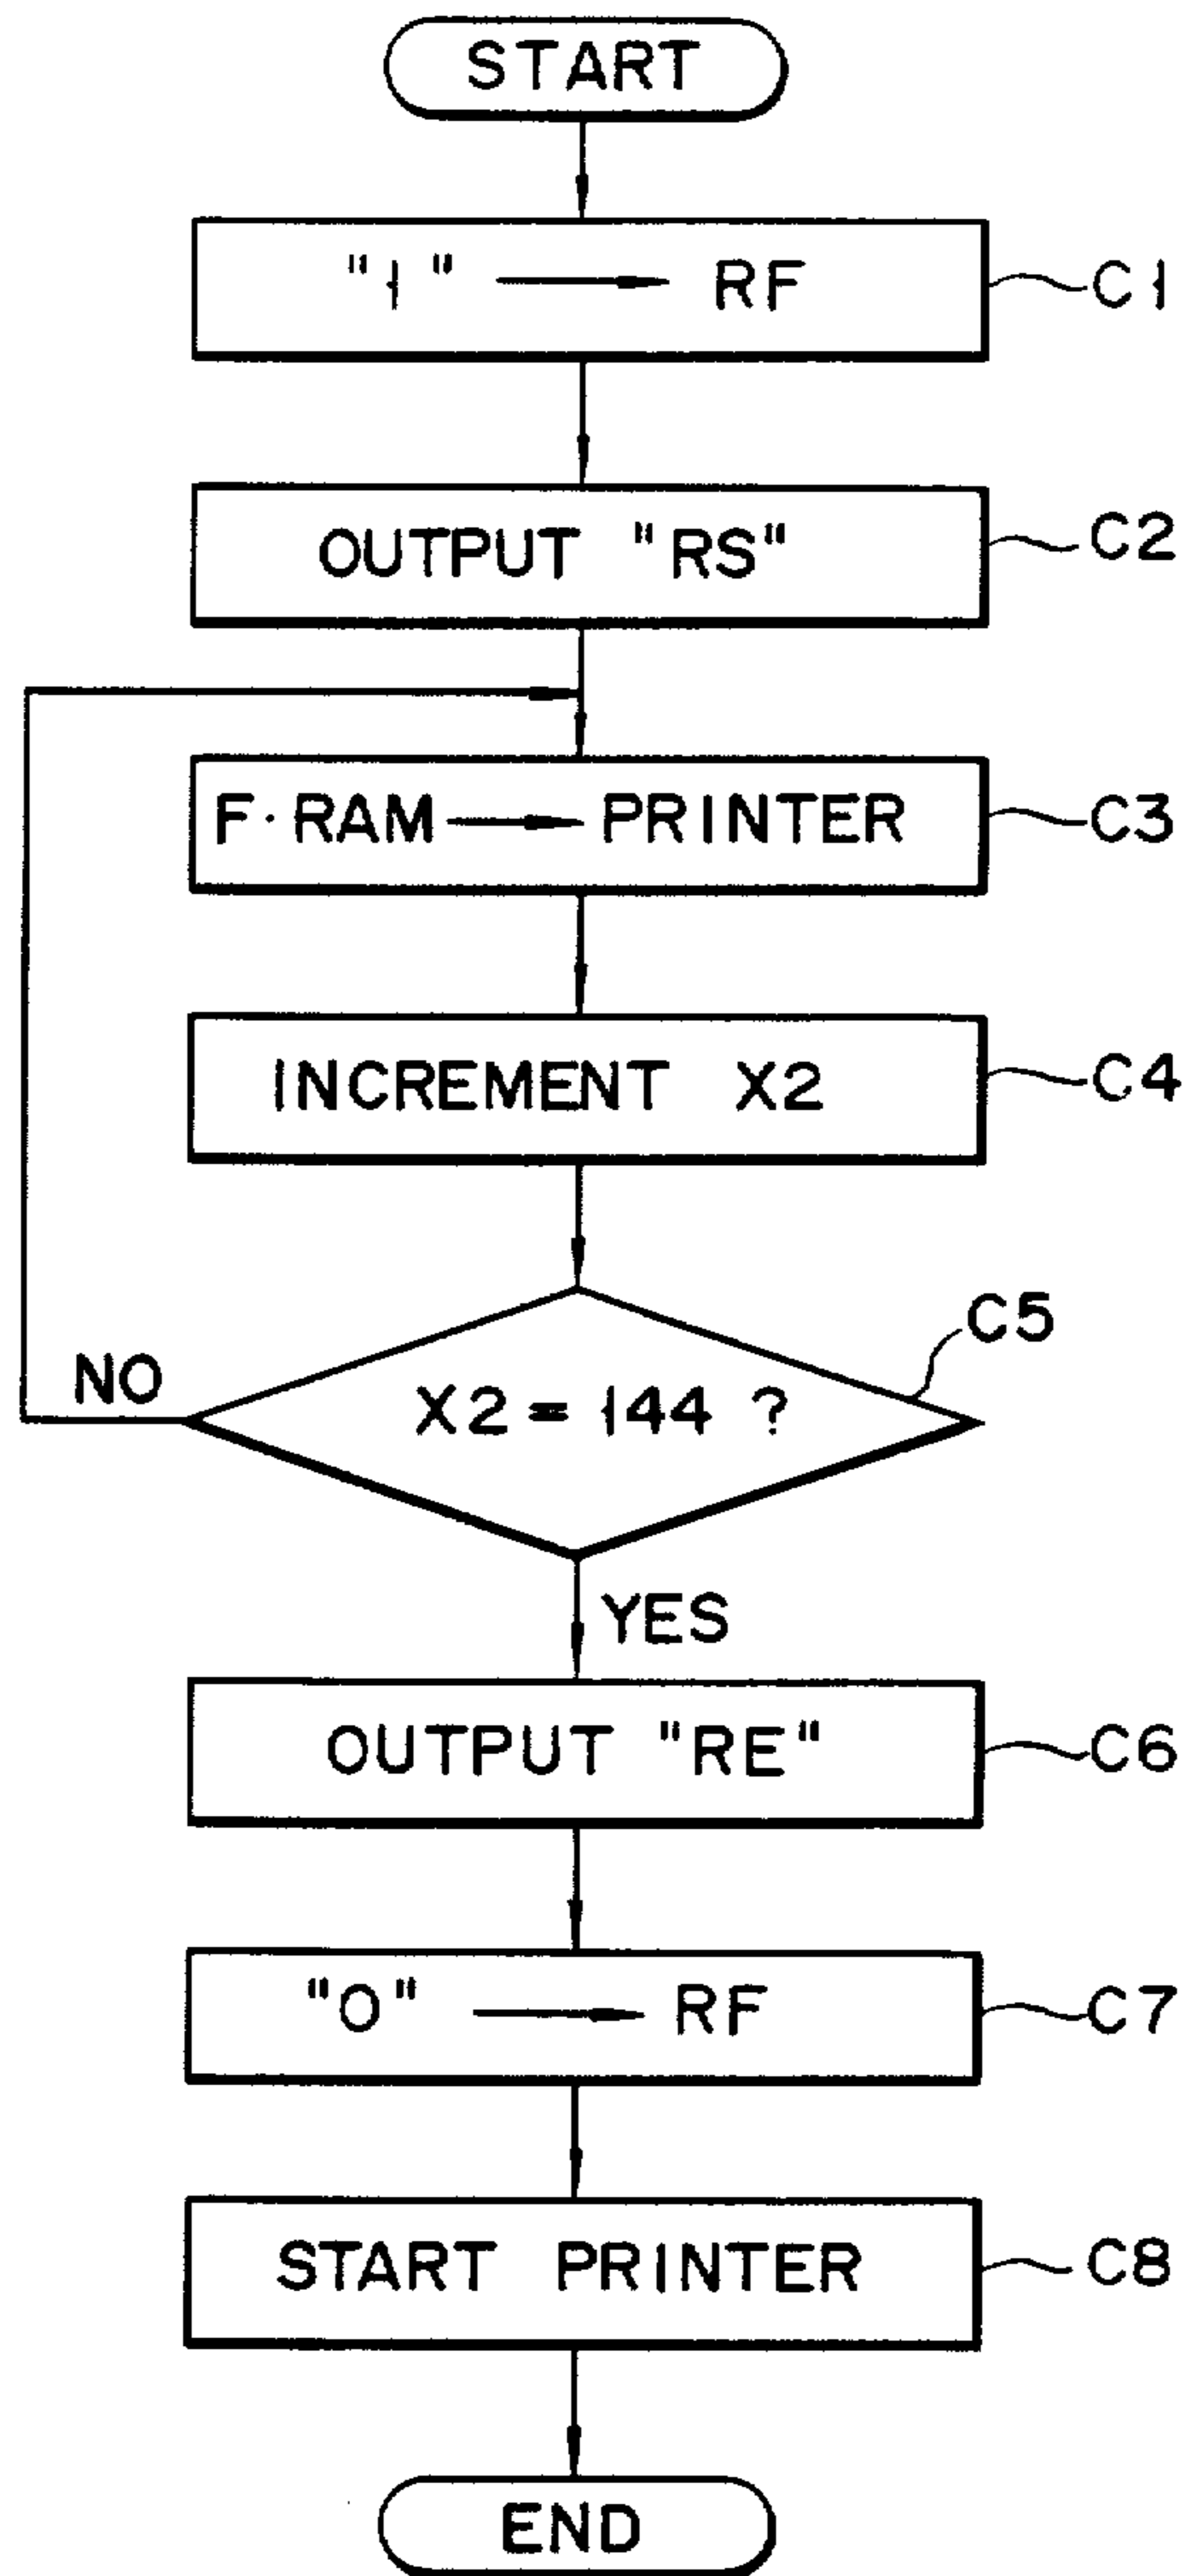 START
"1" → RF C1
OUTPUT "RS" C2
F·RAM → PRINTER C3
INCREMENT X2 C4
C5
X2 = 144 ?
NO
YES
OUTPUT "RE" C6
"0" → RF C7
START PRINTER C8
END